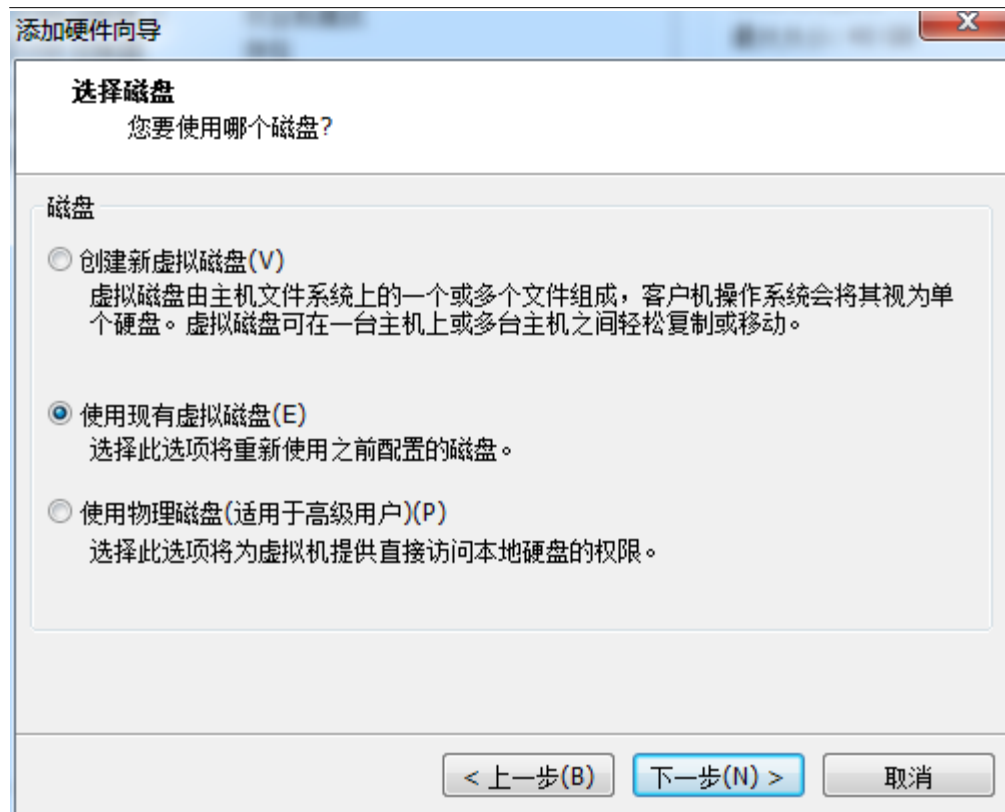 添加硬件向导
选择磁盘
您要使用哪个磁盘?
磁盘
创建新虚拟磁盘(V)
虚拟磁盘由主机文件系统上的一个或多个文件组成，客户机操作系统会将其视为单
个硬盘。虚拟磁盘可在一台主机上或多台主机之间轻松复制或移动。
使用现有虚拟磁盘(E)
选择此选项将重新使用之前配置的磁盘。
使用物理磁盘(适用于高级用户)(P)
选择此选项将为虚拟机提供直接访问本地硬盘的权限。
< 上一步(B) 下一步(N) > 取消